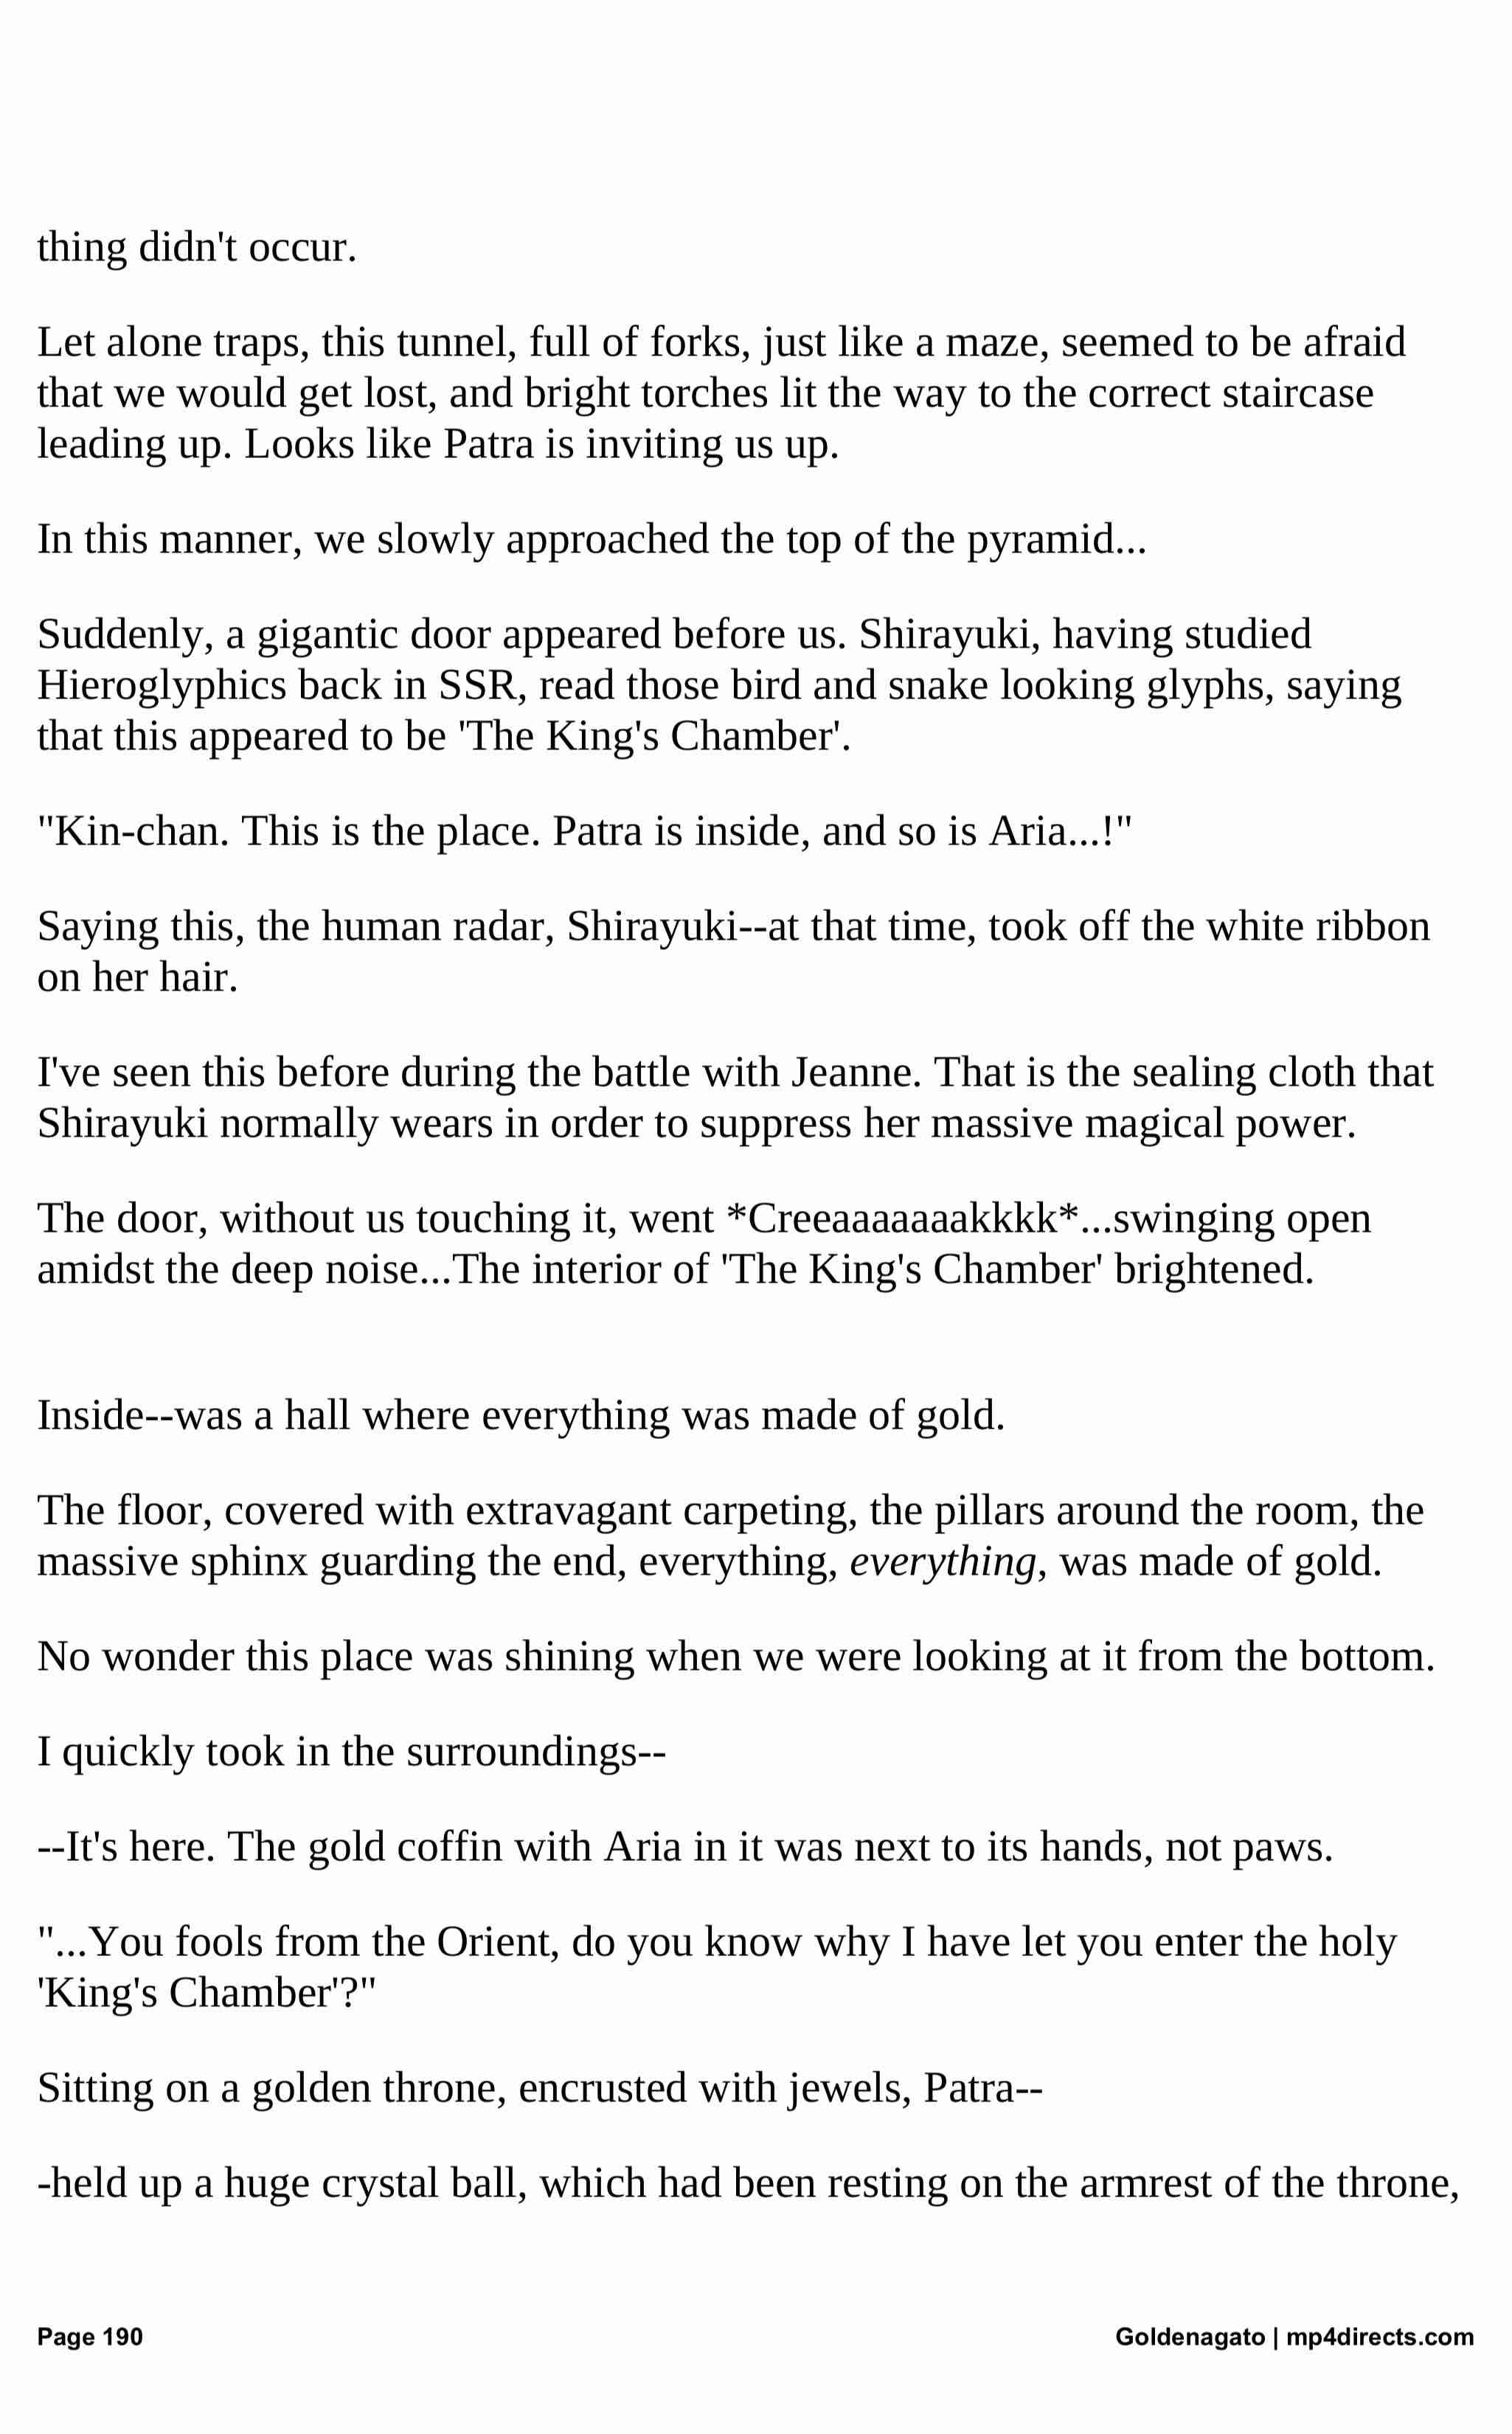 thing didn't occur.
Let alone traps, this tunnel, full of forks, just like a maze, seemed to be afraid
that we would get lost, and bright torches lit the way to the correct staircase
leading up. Looks like Patra is inviting us up.
In this manner, we slowly approached the top of the pyramid...
Suddenly, a gigantic door appeared before us. Shirayuki, having studied
Hieroglyphics back in SSR, read those bird and snake looking glyphs, saying
that this appeared to be 'The King's Chamber'.
"Kin-chan. This is the place. Patra is inside, and so is Aria...!"
Saying this, the human radar, Shirayuki--at that time, took off the white ribbon
on her hair.
I've seen this before during the battle with Jeanne. That is the sealing cloth that
Shirayuki normally wears in order to suppress her massive magical power.
The door, without us touching it, went *Creeaaaaaaakkkk*...swinging open
amidst the deep noise...The interior of 'The King's Chamber' brightened.
Inside--was a hall where everything was made of gold.
The floor, covered with extravagant carpeting, the pillars around the room, the
massive sphinx guarding the end, everything, everything, was made of gold.
No wonder this place was shining when we were looking at it from the bottom.
I quickly took in the surroundings--
--It's here. The gold coffin with Aria in it was next to its hands, not paws.
"...You fools from the Orient, do you know why I have let you enter the holy
'King's Chamber'?"
Sitting on a golden throne, encrusted with jewels, Patra--
-held up a huge crystal ball, which had been resting on the armrest of the throne,
Page 190 Goldenagato | mp4directs.com